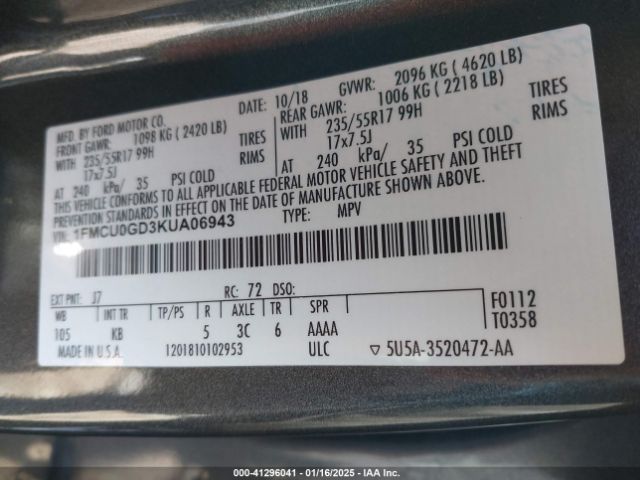 MFD. BY FORD MOTOR CO.
DATE: 10/18 GVWR: 2096 KG ( 4620 LB)
FRONT GAWR: 1098 KG ( 2420 LB)
REAR GAWR: 1006 KG ( 2218 LB)
WITH 235/55R17 99H TIRES
WITH 235/55R17 99H TIRES
17x7.5J RIMS
17x7.5J RIMS
AT 240 kPa/ 35 PSI COLD
AT 240 kPa/ 35 PSI COLD
THIS VEHICLE CONFORMS TO ALL APPLICABLE FEDERAL MOTOR VEHICLE SAFETY AND THEFT
PREVENTION STANDARDS IN EFFECT ON THE DATE OF MANUFACTURE SHOWN ABOVE.
VIN: 1FMCU0GD3KUA06943 TYPE: MPV
EXT PNT: J7 RC: 72 DSO:
WB INT TR TP/PS R AXLE TR SPR
105 KB 5 3C 6 AAAA
F0112
T0358
MADE IN U.S.A. 1201810102953 ULC ▽ 5U5A-3520472-AA
000-41296041 - 01/16/2025 - IAA Inc.